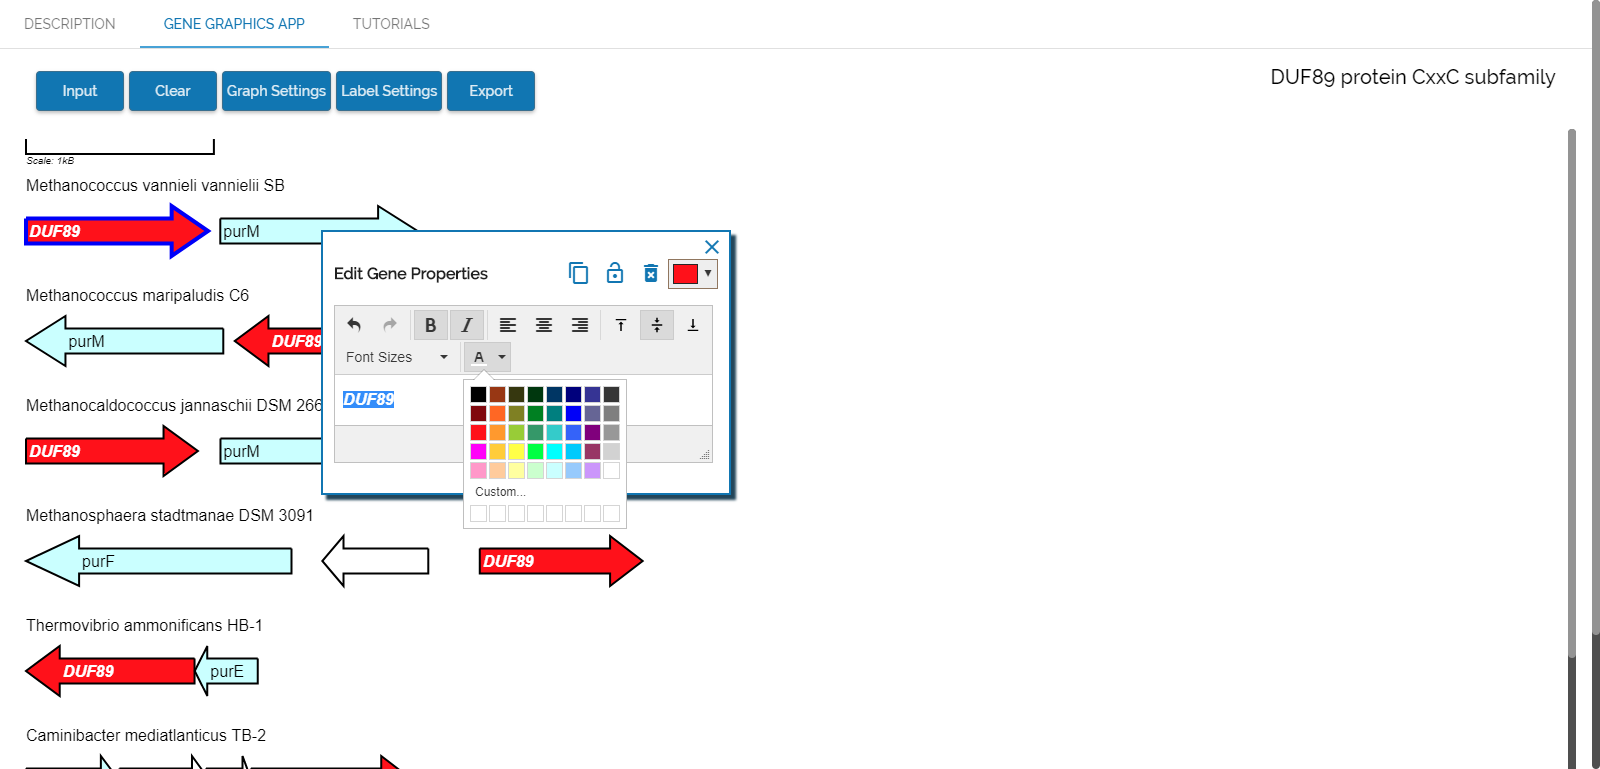 DESCRIPTION GENE GRAPHICS APP TUTORIALS
Input Clear Graph Settings Label Settings Export
DUF89 protein CxxC subfamily
Scale: 1kB
Methanococcus vannieli vannielii SB
DUF89 purM
Edit Gene Properties
B I
Font Sizes A
DUF89
Custom...
Methanococcus maripaludis C6
purM DUF89
Methanocaldococcus jannaschii DSM 266
DUF89 purM
Methanosphaera stadtmanae DSM 3091
purF DUF89
Thermovibrio ammonificans HB-1
DUF89 purE
Caminibacter mediatlanticus TB-2